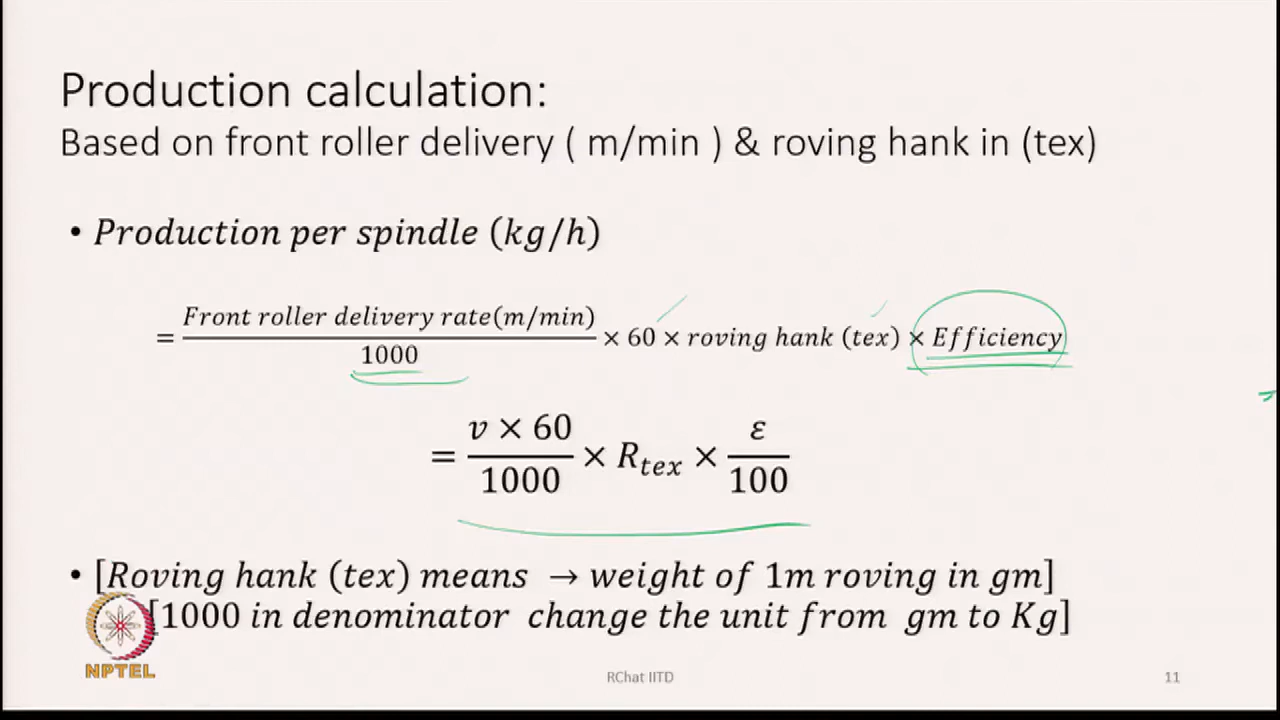 Production calculation:
Based on front roller delivery ( m/min ) & roving hank in (tex)
• Production per spindle (kg/h)
= Front roller delivery rate(m/min) / 1000 × 60 × roving hank (tex) × Efficiency
= v × 60 / 1000 × R_tex × ε / 100
• [Roving hank (tex) means → weight of 1m roving in gm]
[1000 in denominator change the unit from gm to Kg]
NPTEL
RChat IITD
11